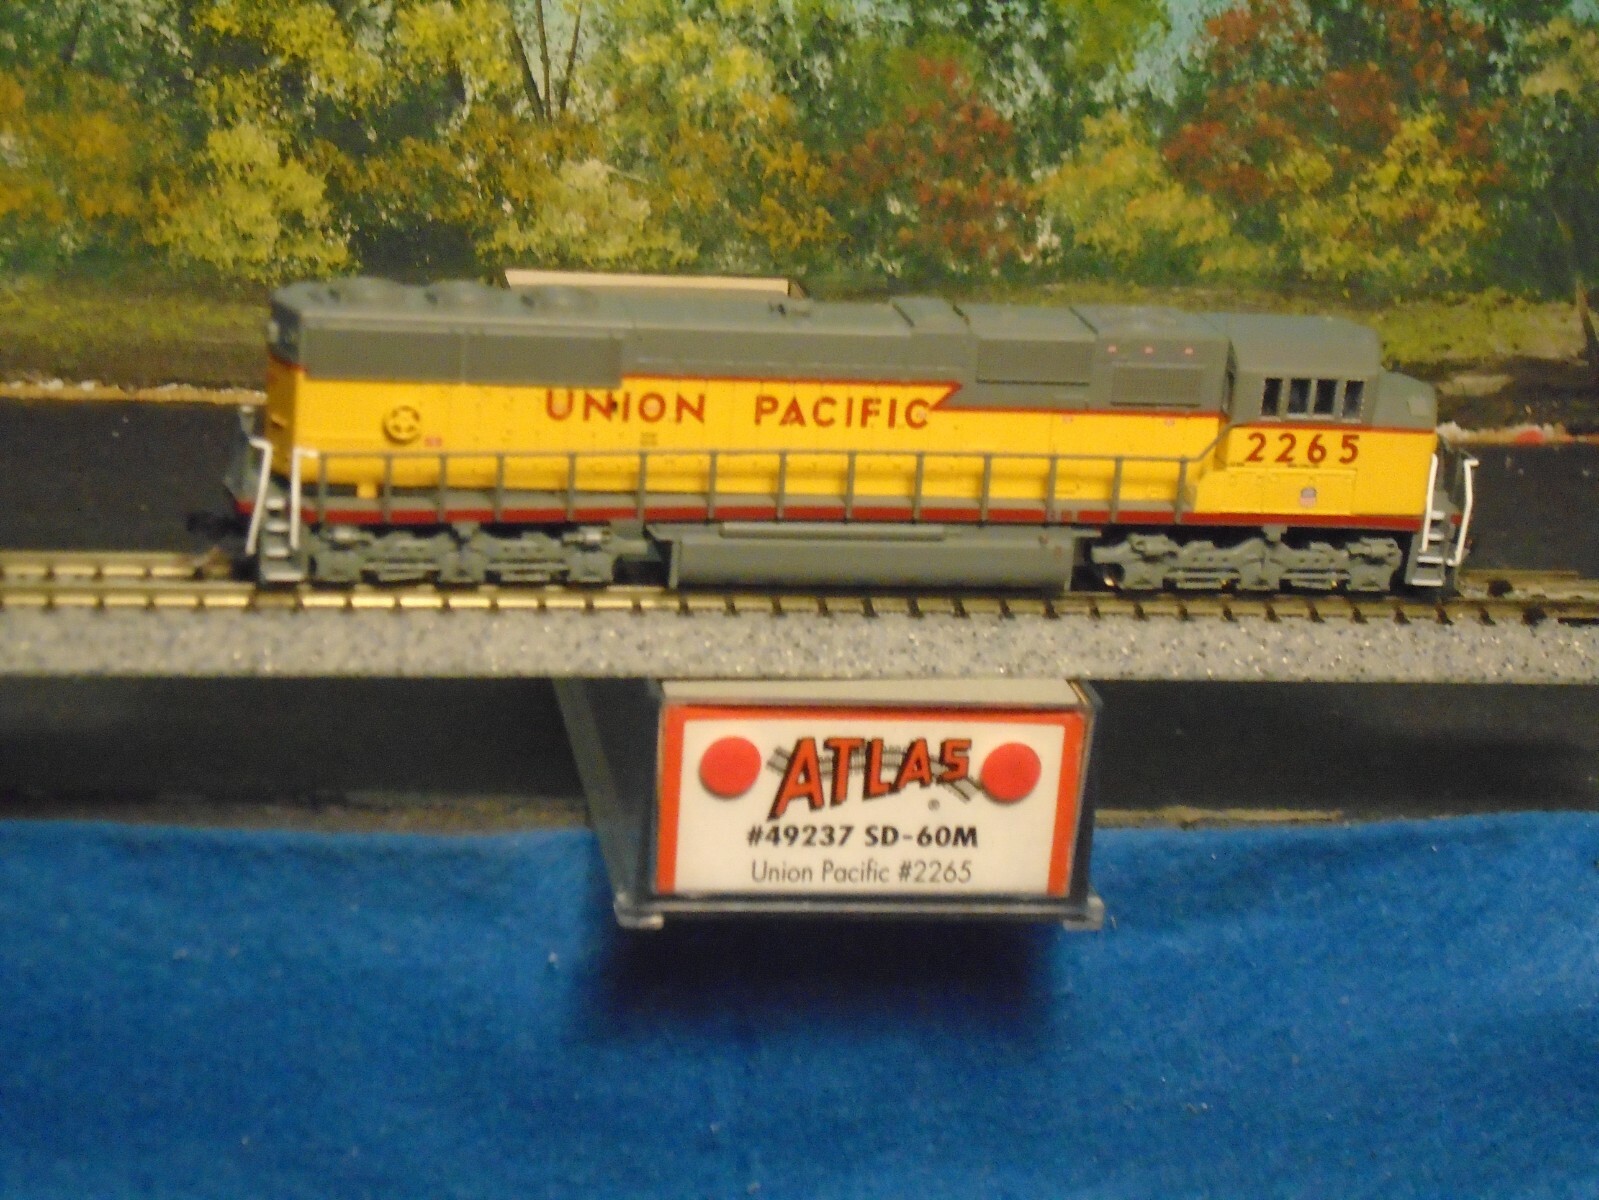 UNION PACIFIC
2265
ATLAS®
#49237 SD-60M
Union Pacific #2265